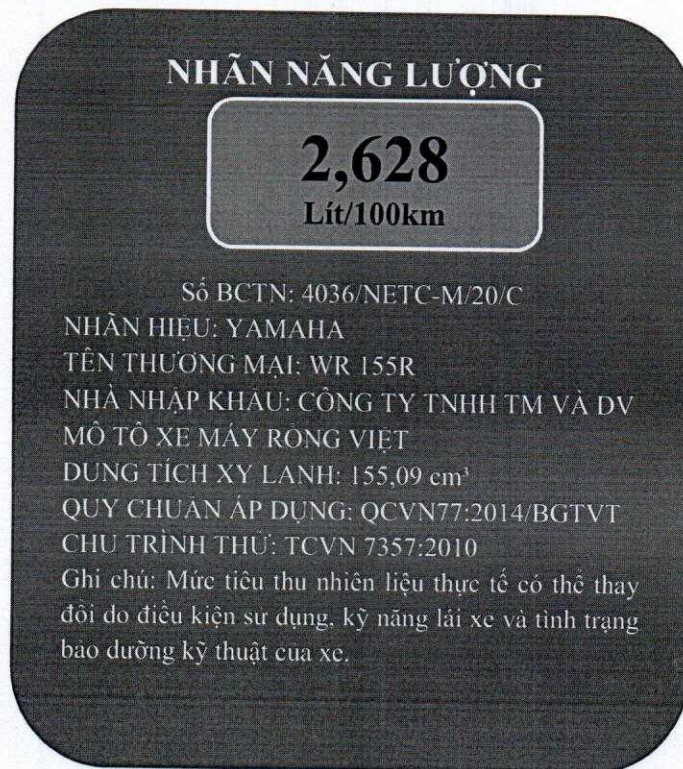 NHÃN NĂNG LƯỢNG
2,628
Lít/100km
Số BCTN: 4036/NETC-M/20/C
NHÃN HIỆU: YAMAHA
TÊN THƯƠNG MẠI: WR 155R
NHÀ NHẬP KHẨU: CÔNG TY TNHH TM VÀ DV
MÔ TÔ XE MÁY RỒNG VIỆT
DUNG TÍCH XY LANH: 155,09 cm³
QUY CHUẨN ÁP DỤNG: QCVN77:2014/BGTVT
CHU TRÌNH THỬ: TCVN 7357:2010
Ghi chú: Mức tiêu thu nhiên liệu thực tế có thể thay
đổi do điều kiện sử dụng, kỹ năng lái xe và tình trạng
bảo dưỡng kỹ thuật của xe.